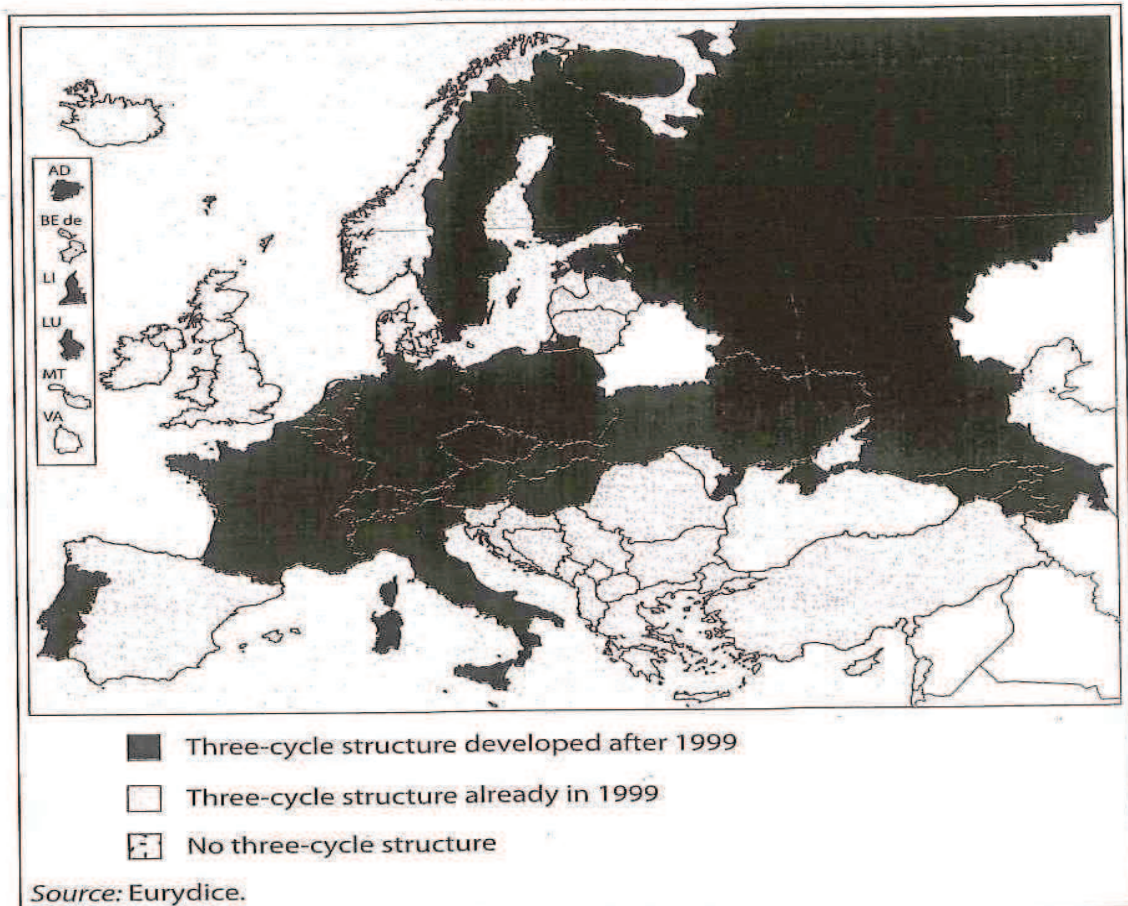 AD
BE de
LI
LU
MT
VA
Three-cycle structure developed after 1999
Three-cycle structure already in 1999
No three-cycle structure
Source: Eurydice.